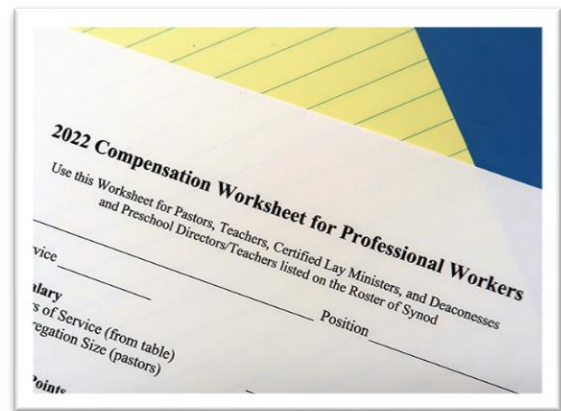 2022 Compensation Worksheet for Professional Workers
Use this Worksheet for Pastors, Teachers, Certified Lay Ministers, and Deaconesses
and Preschool Directors/Teachers listed on the Roster of Synod
vice
Position
alary
s of Service (from table)
egation Size (pastors)
Points